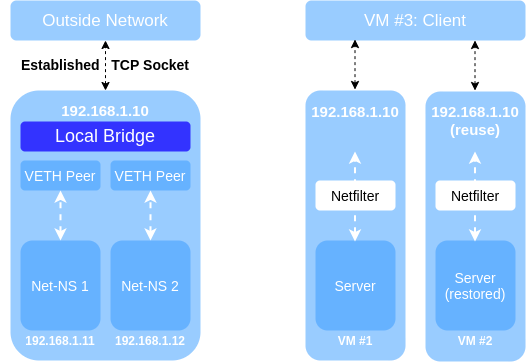 Outside Network
Established TCP Socket
192.168.1.10
Local Bridge
VETH Peer
VETH Peer
Net-NS 1
Net-NS 2
192.168.1.11
192.168.1.12
VM #3: Client
192.168.1.10
Netfilter
Server
VM #1
192.168.1.10
(reuse)
Netfilter
Server
(restored)
VM #2